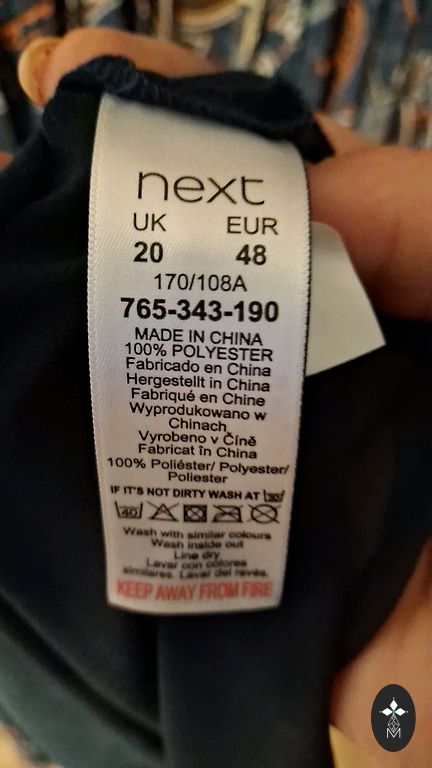 next
UK EUR
20 48
170/108A
765-343-190
MADE IN CHINA
100% POLYESTER
Fabricado en China
Hergestellt in China
Fabriqué en Chine
Wyprodukowano w
Chinach
Vyrobeno v Číně
Fabricat în China
100% Poliéster/ Polyester/
Poliester
IF IT'S NOT DIRTY WASH AT 30
40
Wash with similar colours
Wash inside out
Line dry
Lavar con colores
similares. Lavar del revés.
KEEP AWAY FROM FIRE
M